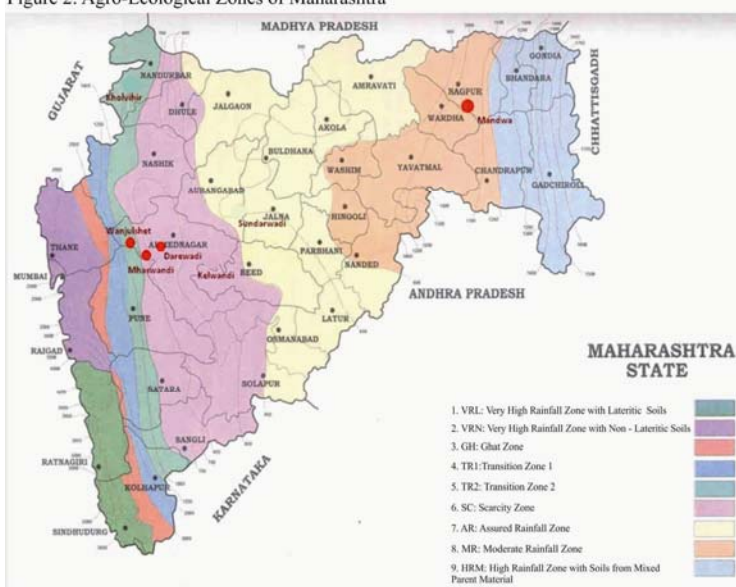 Figure 2: Agro-Ecological Zones of Maharashtra
MADHYA PRADESH
GUJARAT
CHHATTISGADH
NANDURBAR
Bholvihir
DHULE
JALGAON
AMRAVATI
NAGPUR
BHANDARA
GONDIA
WARDHA
Mandwa
AKOLA
BULDHANA
NASHIK
WASHIM
YAVATMAL
CHANDRAPUR
GADCHIROLI
AURANGABAD
JALNA
Sundarwadi
HINGOLI
Wanjulshet
AHMEDNAGAR
Darewadi
Mharwandi
THANE
MUMBAI
PARBHANI
NANDED
BEED
Kelwandi
ANDHRA PRADESH
PUNE
LATUR
RAIGAD
OSMANABAD
SOLAPUR
SATARA
SANGLI
RATNAGIRI
KOLHAPUR
KARNATAKA
SINDHUDURG
MAHARASHTRA
STATE
1. VRL: Very High Rainfall Zone with Lateritic Soils
2. VRN: Very High Rainfall Zone with Non - Lateritic Soils
3. GH: Ghat Zone
4. TR1:Transition Zone 1
5. TR2: Transition Zone 2
6. SC: Scarcity Zone
7. AR: Assured Rainfall Zone
8. MR: Moderate Rainfall Zone
9. HRM: High Rainfall Zone with Soils from Mixed
Parent Material